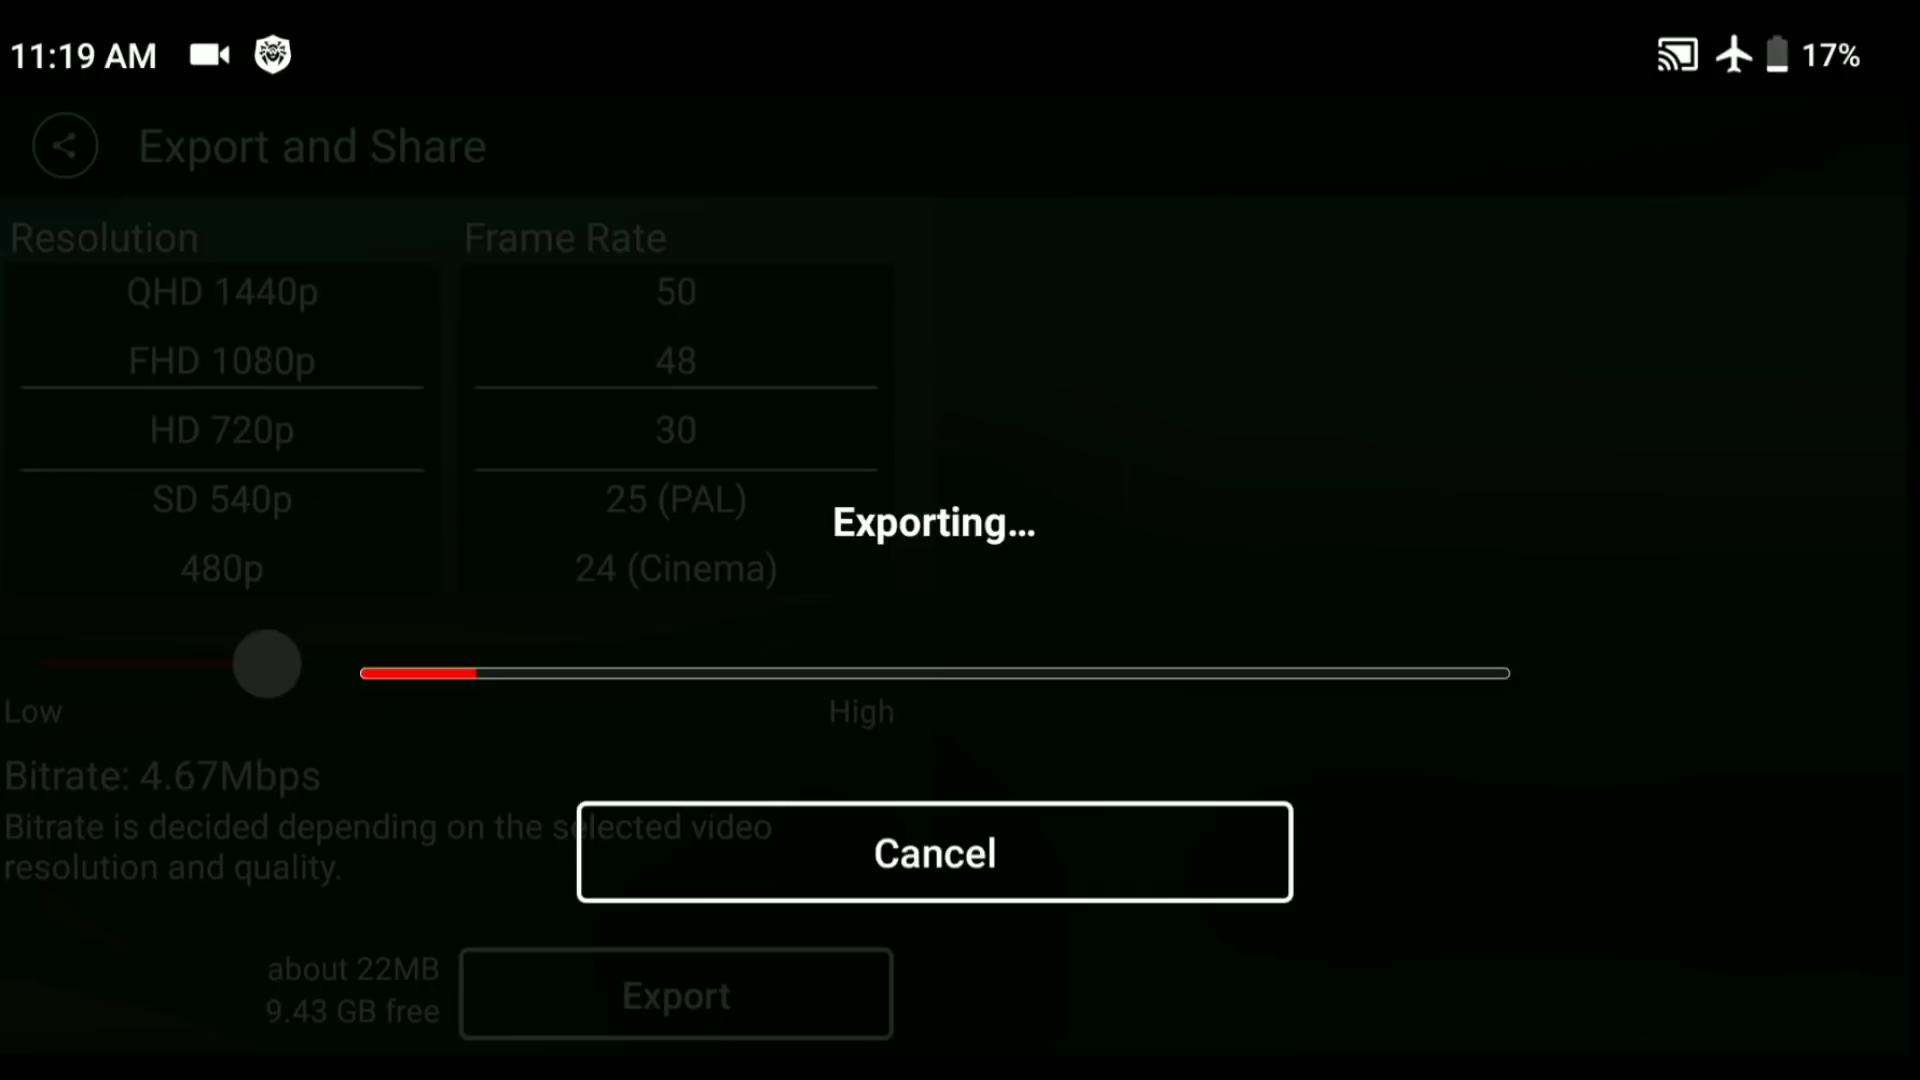 11:19 AM
17%
Export and Share
Resolution
Frame Rate
QHD 1440p
50
FHD 1080p
48
HD 720p
30
SD 540p
25 (PAL)
480p
24 (Cinema)
Exporting...
Low
High
Bitrate: 4.67Mbps
Bitrate is decided depending on the selected video
resolution and quality.
Cancel
about 22MB
9.43 GB free
Export